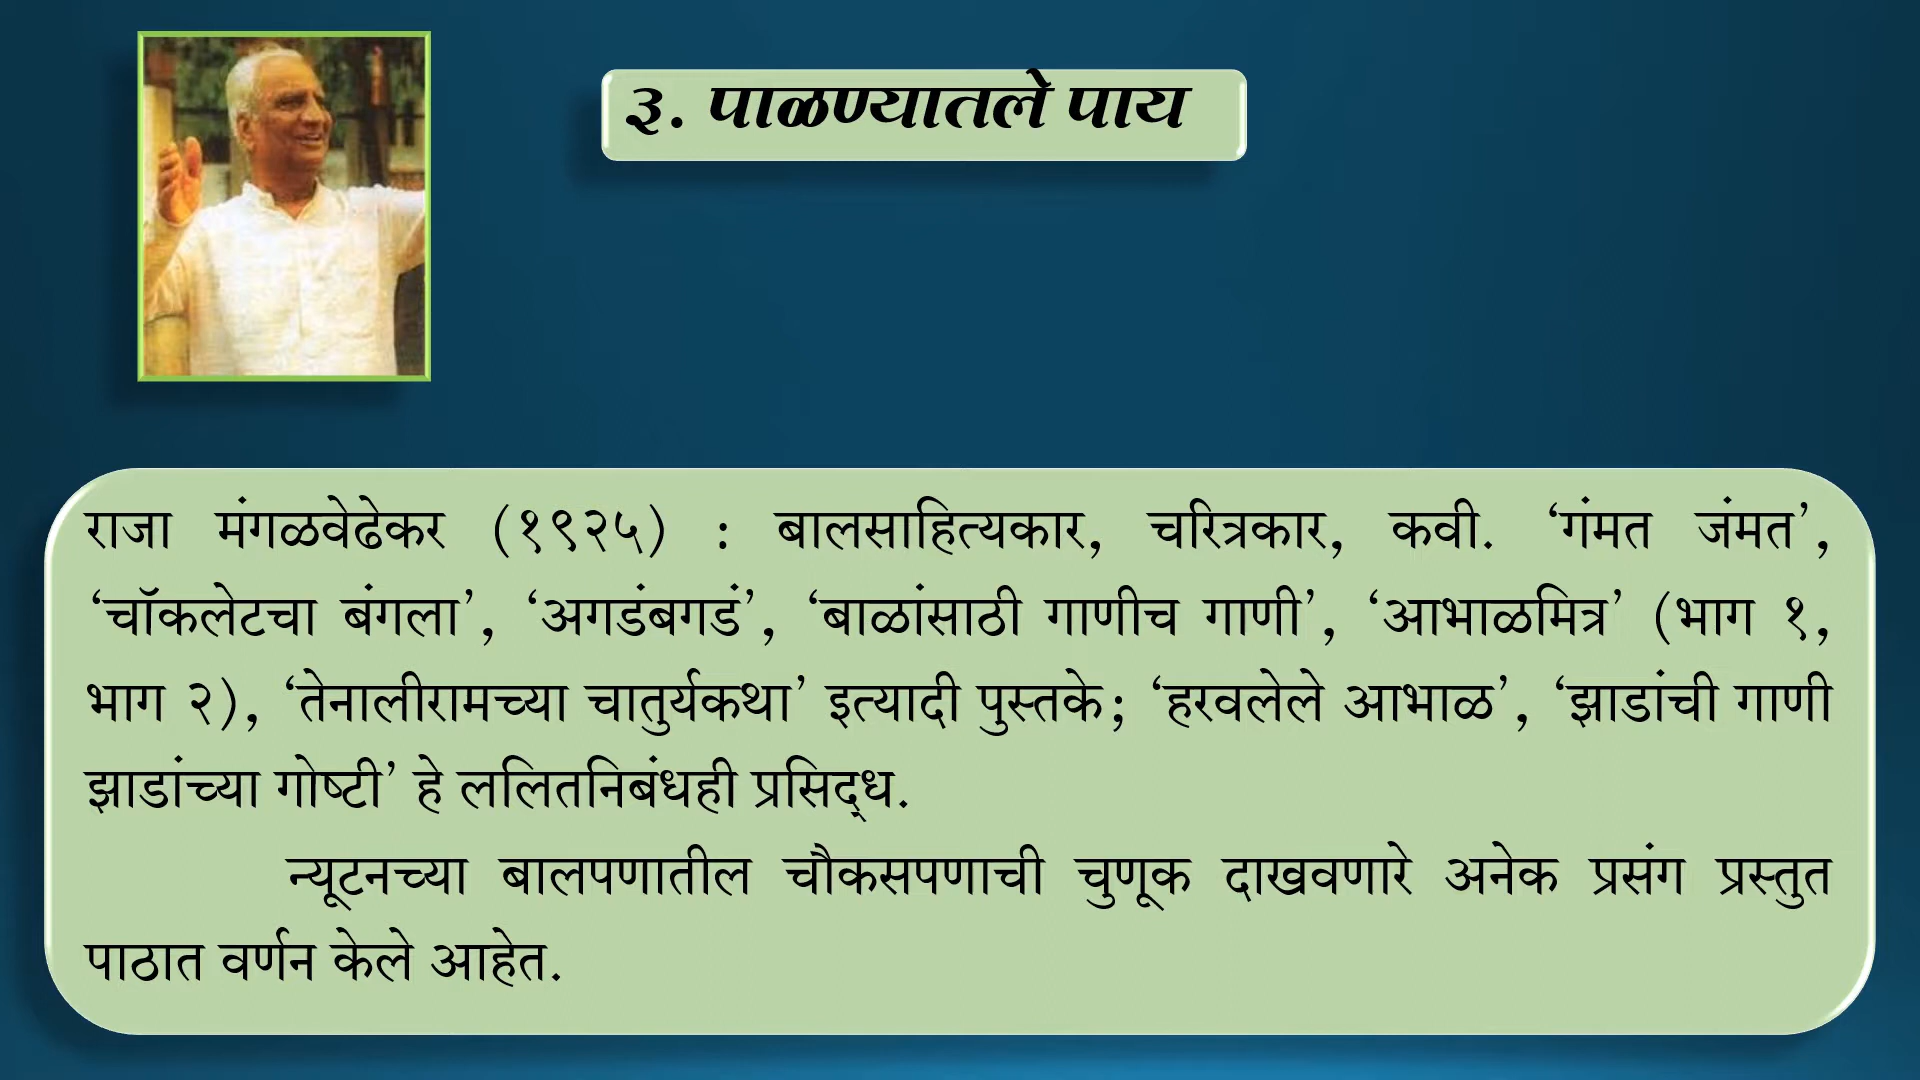 ३. पाळण्यातले पाय
राजा मंगळवेढेकर (१९२५) : बालसाहित्यकार, चरित्रकार, कवी. ‘गंमत जंमत’,
‘चॉकलेटचा बंगला’, ‘अगडंबगडं’, ‘बाळांसाठी गाणीच गाणी’, ‘आभाळमित्र’ (भाग १,
भाग २), ‘तेनालीरामच्या चातुर्यकथा’ इत्यादी पुस्तके; ‘हरवलेले आभाळ’, ‘झाडांची गाणी
झाडांच्या गोष्टी’ हे ललितनिबंधही प्रसिद्ध.
न्यूटनच्या बालपणातील चौकसपणाची चुणूक दाखवणारे अनेक प्रसंग प्रस्तुत
पाठात वर्णन केले आहेत.